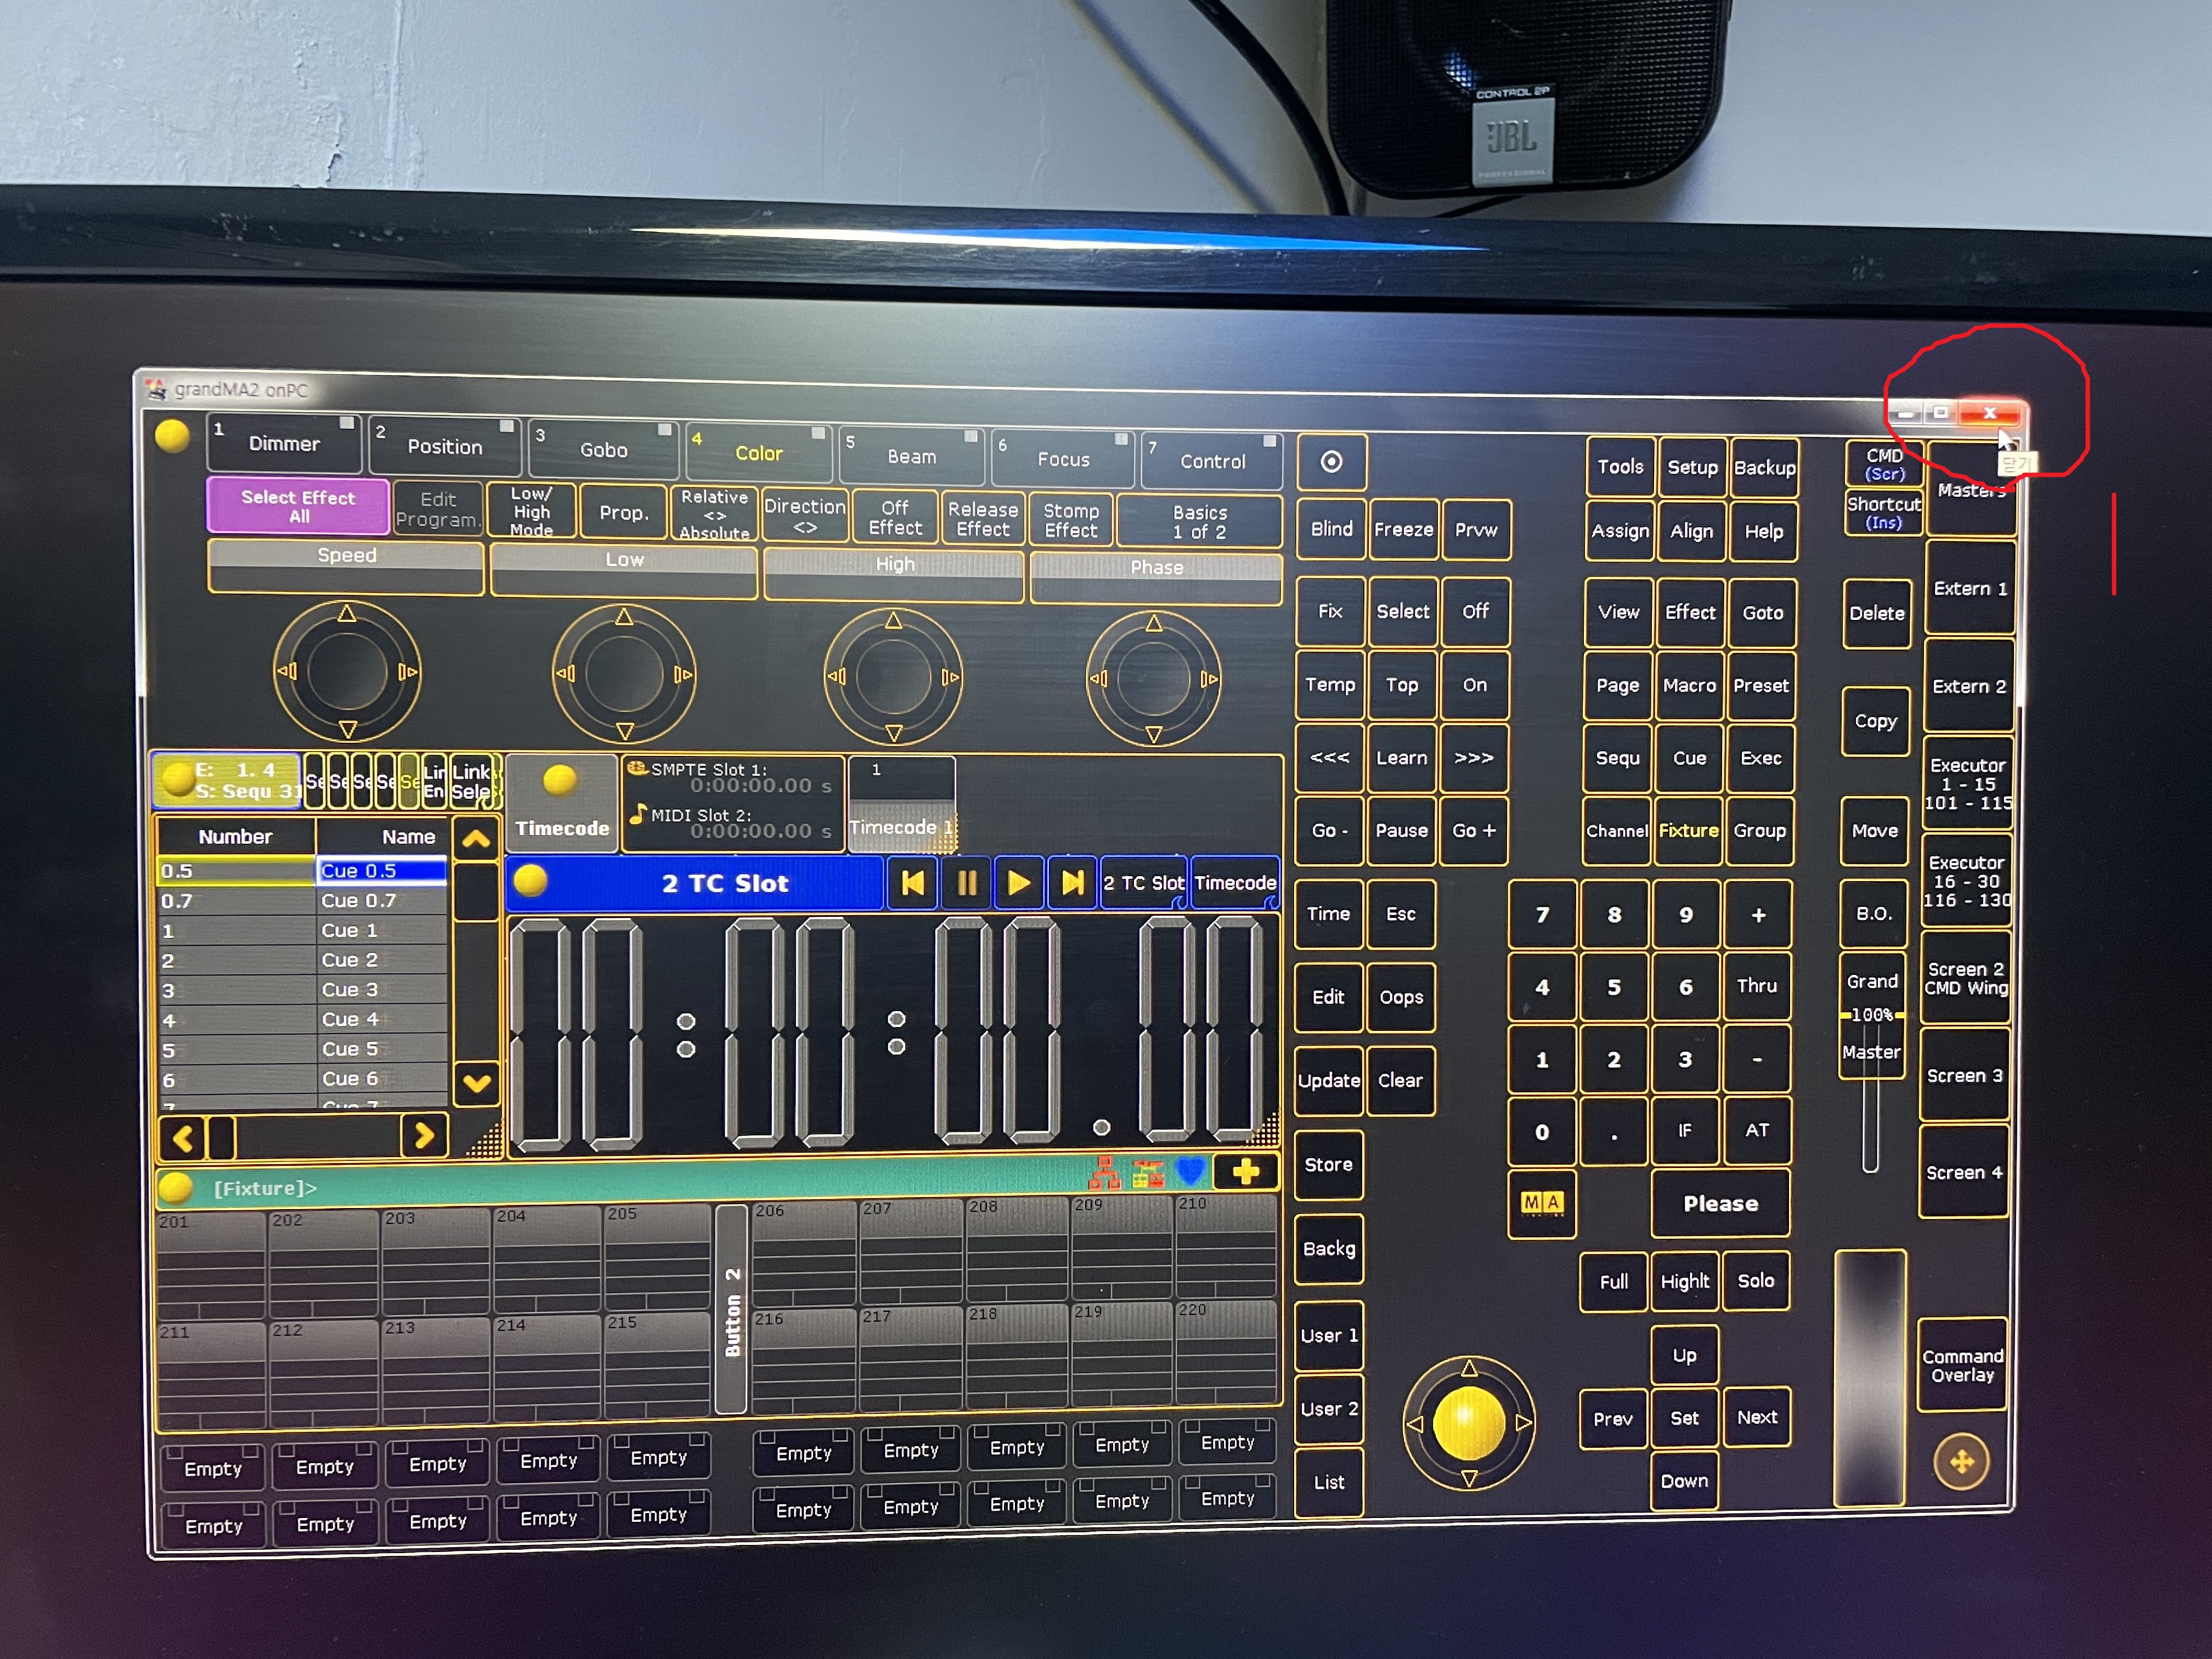 CONTROL 2P
JBL
PROFESSIONAL
grandMA2 onPC
x
닫기
1 Dimmer
2 Position
3 Gobo
4 Color
5 Beam
6 Focus
7 Control
Select Effect
All
Edit
Program.
Low/
High
Mode
Prop.
Relative
<>
Absolute
Direction
<>
Off
Effect
Release
Effect
Stomp
Effect
Basics
1 of 2
Speed
Low
High
Phase
E: 1. 4
S: Sequ 31
Se
Se
Se
Se
Se
Lin
En
Link
Sele
Number Name
0.5 Cue 0.5
0.7 Cue 0.7
1 Cue 1
2 Cue 2
3 Cue 3
4 Cue 4
5 Cue 5
6 Cue 6
7 Cue 7
Timecode
SMPTE Slot 1:
0:00:00.00 s
MIDI Slot 2:
0:00:00.00 s
1
Timecode 1
2 TC Slot
2 TC Slot
Timecode
00:00:00.00
[Fixture]>
201 202 203 204 205
206 207 208 209 210
211 212 213 214 215
216 217 218 219 220
Button 2
Empty Empty Empty Empty Empty Empty Empty Empty Empty Empty
Empty Empty Empty Empty Empty Empty Empty Empty Empty Empty
Blind Freeze Prvw
Fix Select Off
Temp Top On
<<< Learn >>>
Go - Pause Go +
Time Esc
Edit Oops
Update Clear
Store
Backg
User 1
User 2
List
Tools Setup Backup
Assign Align Help
View Effect Goto
Page Macro Preset
Sequ Cue Exec
Channel Fixture Group
7 8 9 +
4 5 6 Thru
1 2 3 -
0 . IF AT
MA
Please
Full Highlt Solo
Up
Prev Set Next
Down
CMD
(Scr)
Shortcut
(Ins)
Delete
Copy
Move
B.O.
Grand
100%
Master
Masters
Extern 1
Extern 2
Executor
1 - 15
101 - 115
Executor
16 - 30
116 - 130
Screen 2
CMD Wing
Screen 3
Screen 4
Command
Overlay